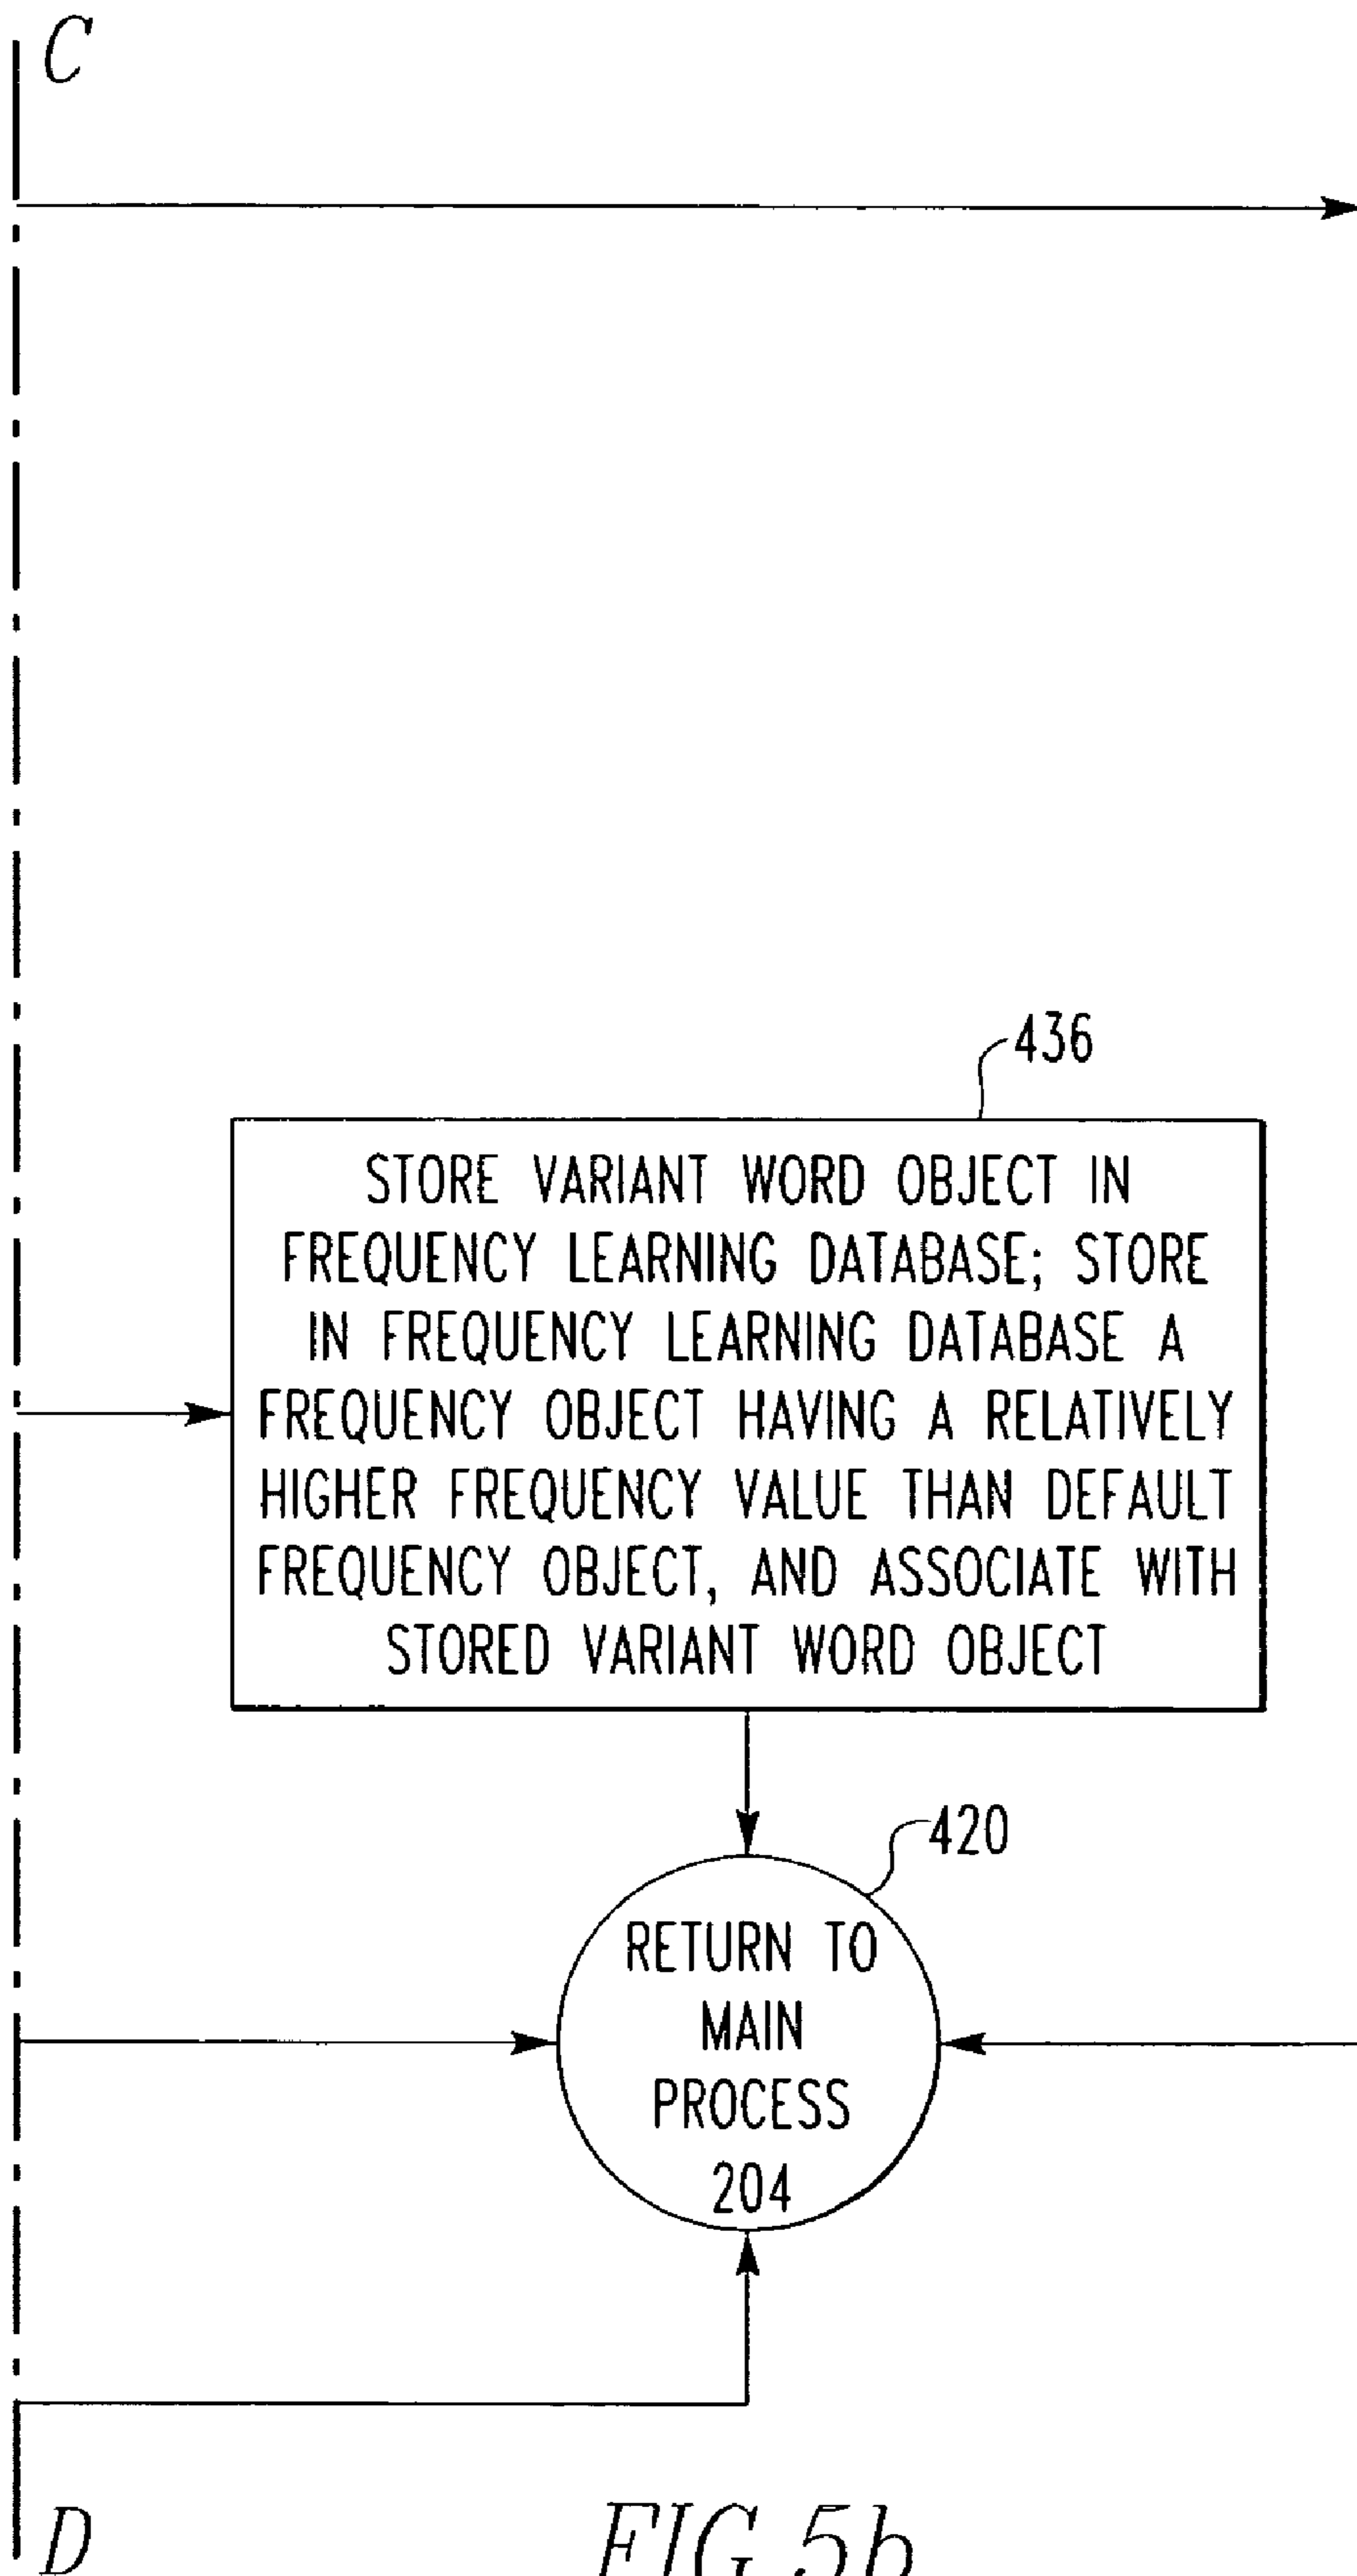 C
436
STORE VARIANT WORD OBJECT IN
FREQUENCY LEARNING DATABASE; STORE
IN FREQUENCY LEARNING DATABASE A
FREQUENCY OBJECT HAVING A RELATIVELY
HIGHER FREQUENCY VALUE THAN DEFAULT
FREQUENCY OBJECT, AND ASSOCIATE WITH
STORED VARIANT WORD OBJECT
420
RETURN TO
MAIN
PROCESS
204
D
FIG.5b